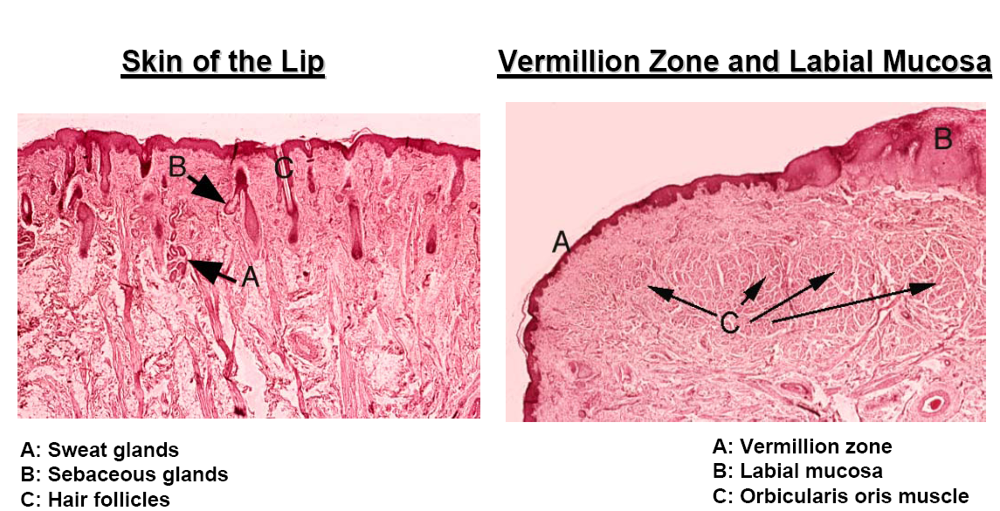 Skin of the Lip
Vermillion Zone and Labial Mucosa
B
C
A
A: Sweat glands
B: Sebaceous glands
C: Hair follicles
B
A
C
A: Vermillion zone
B: Labial mucosa
C: Orbicularis oris muscle